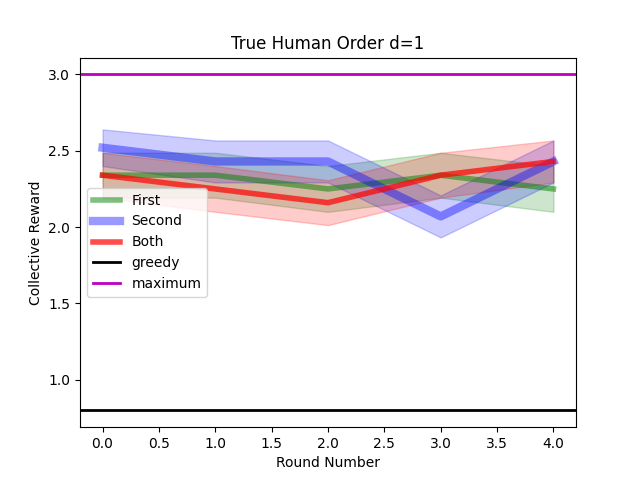 True Human Order d=1
Collective Reward
3.0
2.5
2.0
1.5
1.0
First
Second
Both
greedy
maximum
0.0 0.5 1.0 1.5 2.0 2.5 3.0 3.5 4.0
Round Number